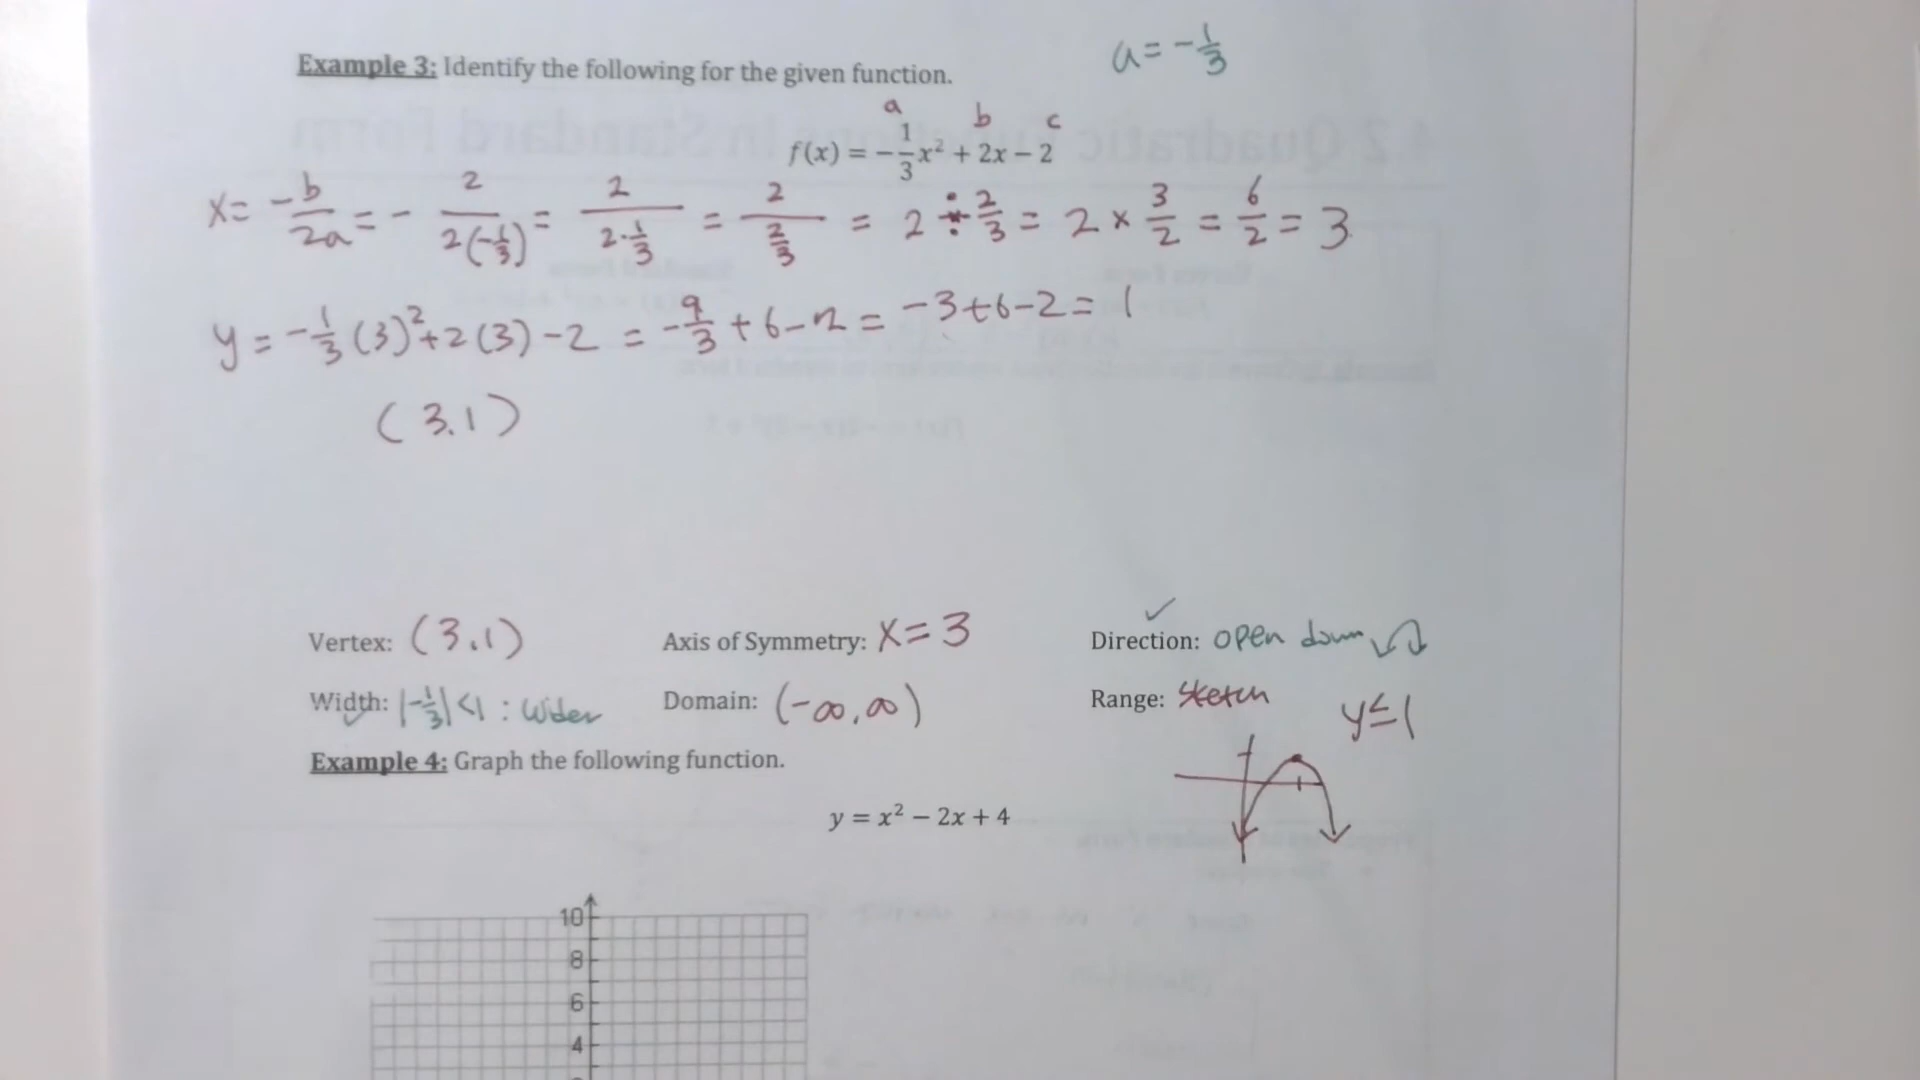 a = -1/3
Example 3: Identify the following for the given function.
a b c
f(x) = -1/3 x² + 2x - 2
x = -b/2a = - 2/2(-1/3) = 2/2·1/3 = 2/2/3 = 2 ÷ 2/3 = 2 × 3/2 = 6/2 = 3
y = -1/3 (3)² + 2(3) - 2 = -9/3 + 6 - 2 = -3 + 6 - 2 = 1
(3,1)
Vertex: (3,1) Axis of Symmetry: x = 3 Direction: open down
Width: |-1/3| < 1 : wider Domain: (-∞, ∞) Range: Sketch y ≤ 1
Example 4: Graph the following function.
y = x² - 2x + 4
10
8
6
4